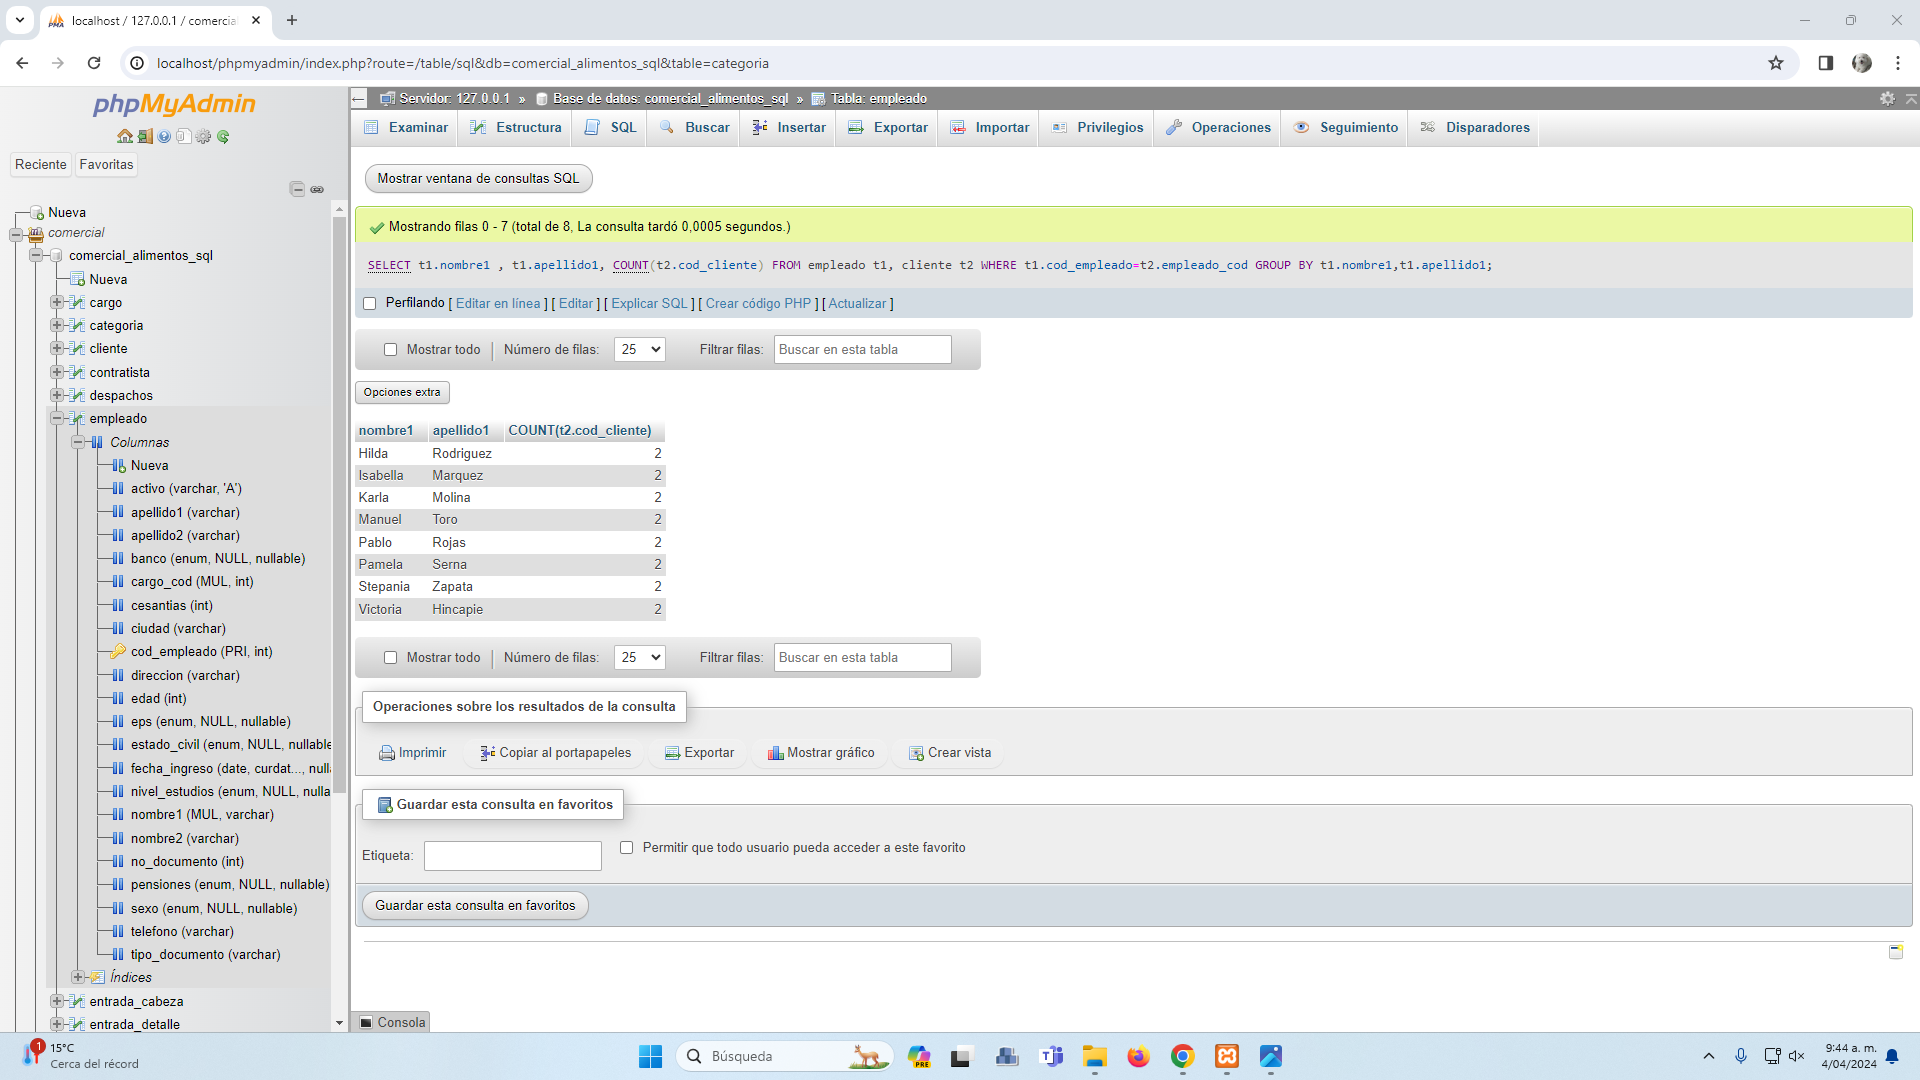 localhost / 127.0.0.1 / comercia
localhost/phpmyadmin/index.php?route=/table/sql&db=comercial_alimentos_sql&table=categoria
phpMyAdmin
Reciente
Favoritas
Nueva
comercial
comercial_alimentos_sql
Nueva
cargo
categoria
cliente
contratista
despachos
empleado
Columnas
Nueva
activo (varchar, 'A')
apellido1 (varchar)
apellido2 (varchar)
banco (enum, NULL, nullable)
cargo_cod (MUL, int)
cesantias (int)
ciudad (varchar)
cod_empleado (PRI, int)
direccion (varchar)
edad (int)
eps (enum, NULL, nullable)
estado_civil (enum, NULL, nullable
fecha_ingreso (date, curdat..., null
nivel_estudios (enum, NULL, nulla
nombre1 (MUL, varchar)
nombre2 (varchar)
no_documento (int)
pensiones (enum, NULL, nullable)
sexo (enum, NULL, nullable)
telefono (varchar)
tipo_documento (varchar)
Índices
entrada_cabeza
entrada_detalle
Servidor: 127.0.0.1 » Base de datos: comercial_alimentos_sql » Tabla: empleado
Examinar Estructura SQL Buscar Insertar Exportar Importar Privilegios Operaciones Seguimiento Disparadores
Mostrar ventana de consultas SQL
Mostrando filas 0 - 7 (total de 8, La consulta tardó 0,0005 segundos.)
SELECT t1.nombre1 , t1.apellido1, COUNT(t2.cod_cliente) FROM empleado t1, cliente t2 WHERE t1.cod_empleado=t2.empleado_cod GROUP BY t1.nombre1,t1.apellido1;
Perfilando [ Editar en línea ] [ Editar ] [ Explicar SQL ] [ Crear código PHP ] [ Actualizar ]
Mostrar todo | Número de filas: 25 Filtrar filas: Buscar en esta tabla
Opciones extra
nombre1 apellido1 COUNT(t2.cod_cliente)
Hilda Rodriguez 2
Isabella Marquez 2
Karla Molina 2
Manuel Toro 2
Pablo Rojas 2
Pamela Serna 2
Stepania Zapata 2
Victoria Hincapie 2
Mostrar todo | Número de filas: 25 Filtrar filas: Buscar en esta tabla
Operaciones sobre los resultados de la consulta
Imprimir Copiar al portapapeles Exportar Mostrar gráfico Crear vista
Guardar esta consulta en favoritos
Etiqueta: Permitir que todo usuario pueda acceder a este favorito
Guardar esta consulta en favoritos
Consola
1
15°C
Cerca del récord
Búsqueda
PRE
9:44 a. m.
4/04/2024